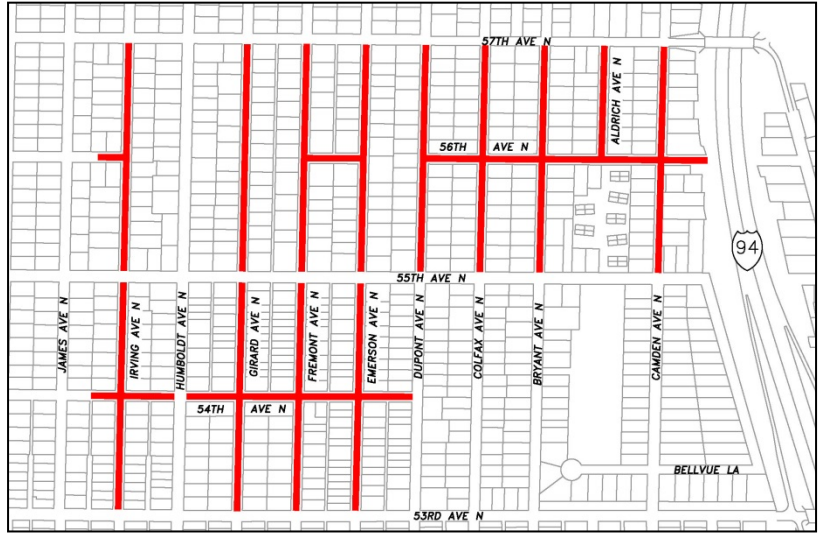 57TH AVE N
ALDRICH AVE N
56TH AVE N
94
55TH AVE N
JAMES AVE N
IRVING AVE N
HUMBOLDT AVE N
GIRARD AVE N
FREMONT AVE N
EMERSON AVE N
DUPONT AVE N
COLFAX AVE N
BRYANT AVE N
CAMDEN AVE N
54TH AVE N
BELLVUE LA
53RD AVE N